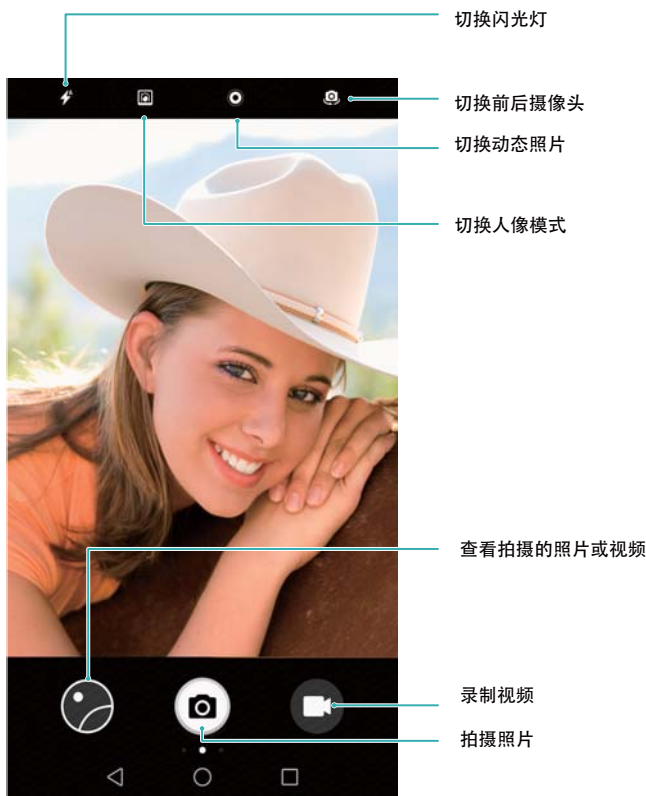 切换闪光灯
切换前后摄像头
切换动态照片
切换人像模式
查看拍摄的照片或视频
录制视频
拍摄照片